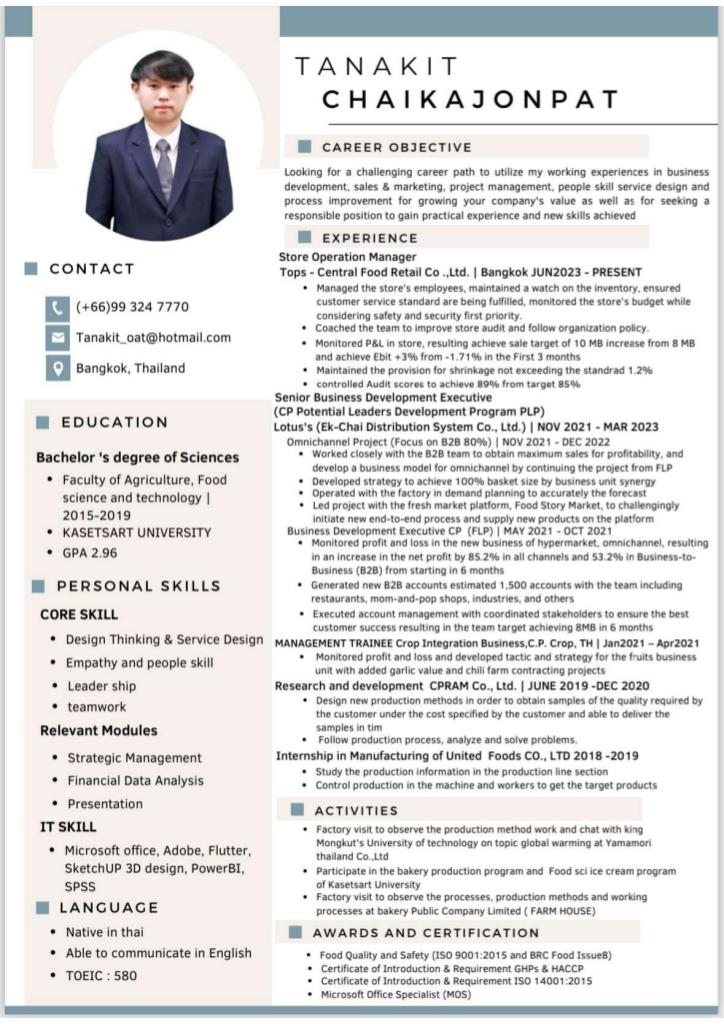 TANAKIT
CHAIKAJONPAT
CONTACT
(+66)99 324 7770
Tanakit_oat@hotmail.com
Bangkok, Thailand
EDUCATION
Bachelor 's degree of Sciences
• Faculty of Agriculture, Food
science and technology |
2015-2019
• KASETSART UNIVERSITY
• GPA 2.96
PERSONAL SKILLS
CORE SKILL
• Design Thinking & Service Design
• Empathy and people skill
• Leader ship
• teamwork
Relevant Modules
• Strategic Management
• Financial Data Analysis
• Presentation
IT SKILL
• Microsoft office, Adobe, Flutter,
SketchUP 3D design, PowerBI,
SPSS
LANGUAGE
• Native in thai
• Able to communicate in English
• TOEIC : 580
CAREER OBJECTIVE
Looking for a challenging career path to utilize my working experiences in business
development, sales & marketing, project management, people skill service design and
process improvement for growing your company's value as well as for seeking a
responsible position to gain practical experience and new skills achieved
EXPERIENCE
Store Operation Manager
Tops - Central Food Retail Co .,Ltd. | Bangkok JUN2023 - PRESENT
• Managed the store's employees, maintained a watch on the inventory, ensured
customer service standard are being fulfilled, monitored the store's budget while
considering safety and security first priority.
• Coached the team to improve store audit and follow organization policy.
• Monitored P&L in store, resulting achieve sale target of 10 MB increase from 8 MB
and achieve Ebit +3% from -1.71% in the First 3 months
• Maintained the provision for shrinkage not exceeding the standrad 1.2%
• controlled Audit scores to achieve 89% from target 85%
Senior Business Development Executive
(CP Potential Leaders Development Program PLP)
Lotus's (Ek-Chai Distribution System Co., Ltd.) | NOV 2021 - MAR 2023
Omnichannel Project (Focus on B2B 80%) | NOV 2021 - DEC 2022
• Worked closely with the B2B team to obtain maximum sales for profitability, and
develop a business model for omnichannel by continuing the project from FLP
• Developed strategy to achieve 100% basket size by business unit synergy
• Operated with the factory in demand planning to accurately the forecast
• Led project with the fresh market platform, Food Story Market, to challengingly
initiate new end-to-end process and supply new products on the platform
Business Development Executive CP (FLP) | MAY 2021 - OCT 2021
• Monitored profit and loss in the new business of hypermarket, omnichannel, resulting
in an increase in the net profit by 85.2% in all channels and 53.2% in Business-to-
Business (B2B) from starting in 6 months
• Generated new B2B accounts estimated 1,500 accounts with the team including
restaurants, mom-and-pop shops, industries, and others
• Executed account management with coordinated stakeholders to ensure the best
customer success resulting in the team target achieving 8MB in 6 months
MANAGEMENT TRAINEE Crop Integration Business,C.P. Crop, TH | Jan2021 – Apr2021
• Monitored profit and loss and developed tactic and strategy for the fruits business
unit with added garlic value and chili farm contracting projects
Research and development CPRAM Co., Ltd. | JUNE 2019 -DEC 2020
• Design new production methods in order to obtain samples of the quality required by
the customer under the cost specified by the customer and able to deliver the
samples in tim
• Follow production process, analyze and solve problems.
Internship in Manufacturing of United Foods CO., LTD 2018 -2019
• Study the production information in the production line section
• Control production in the machine and workers to get the target products
ACTIVITIES
• Factory visit to observe the production method work and chat with king
Mongkut's University of technology on topic global warming at Yamamori
thailand Co.,Ltd
• Participate in the bakery production program and Food sci ice cream program
of Kasetsart University
• Factory visit to observe the processes, production methods and working
processes at bakery Public Company Limited ( FARM HOUSE)
AWARDS AND CERTIFICATION
• Food Quality and Safety (ISO 9001:2015 and BRC Food Issue8)
• Certificate of Introduction & Requirement GHPs & HACCP
• Certificate of Introduction & Requirement ISO 14001:2015
• Microsoft Office Specialist (MOS)